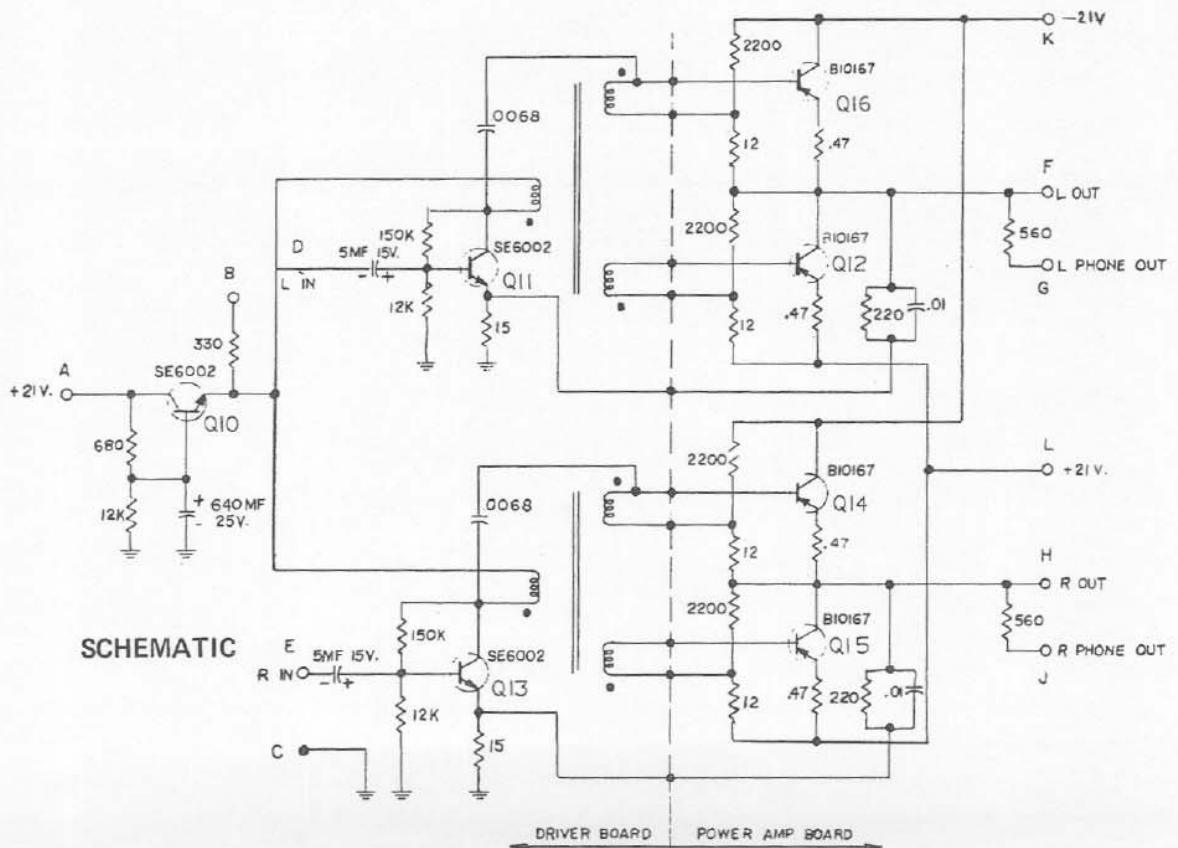 -21V
K
2200
B10167
Q16
.0068
12
.47
F
L OUT
2200
B10167
Q12
560
L PHONE OUT
G
150K
SE6002
Q11
D
5MF 15V.
- +
L IN
12K
15
12
.47
220
.01
B
330
A
+21V.
SE6002
Q10
680
12K
+ 640MF
- 25V.
2200
B10167
Q14
L
+21V.
.0068
12
.47
H
R OUT
2200
B10167
Q15
560
R PHONE OUT
J
SCHEMATIC
150K
SE6002
Q13
E
5MF 15V.
R IN
- +
12K
15
12
.47
220
.01
C
DRIVER BOARD
POWER AMP BOARD